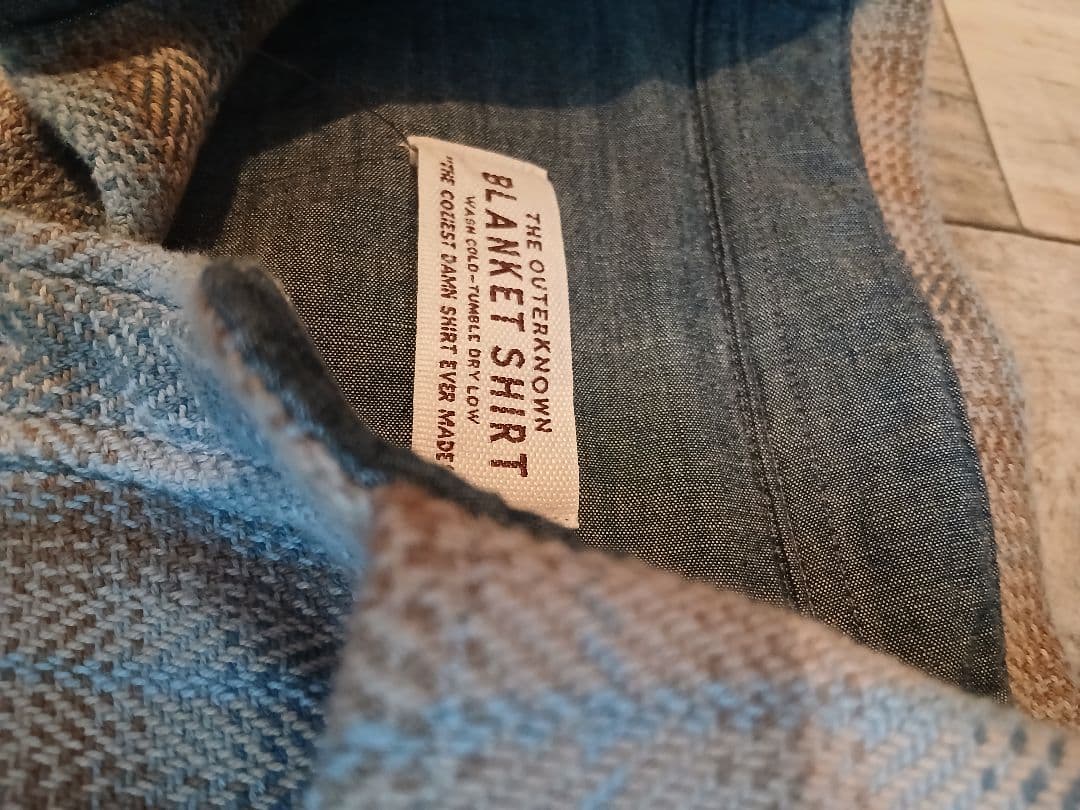 THE OUTERKNOWN
BLANKET SHIRT
WASH COLD-TUMBLE DRY LOW
"THE COZIEST DAMN SHIRT EVER MADE"